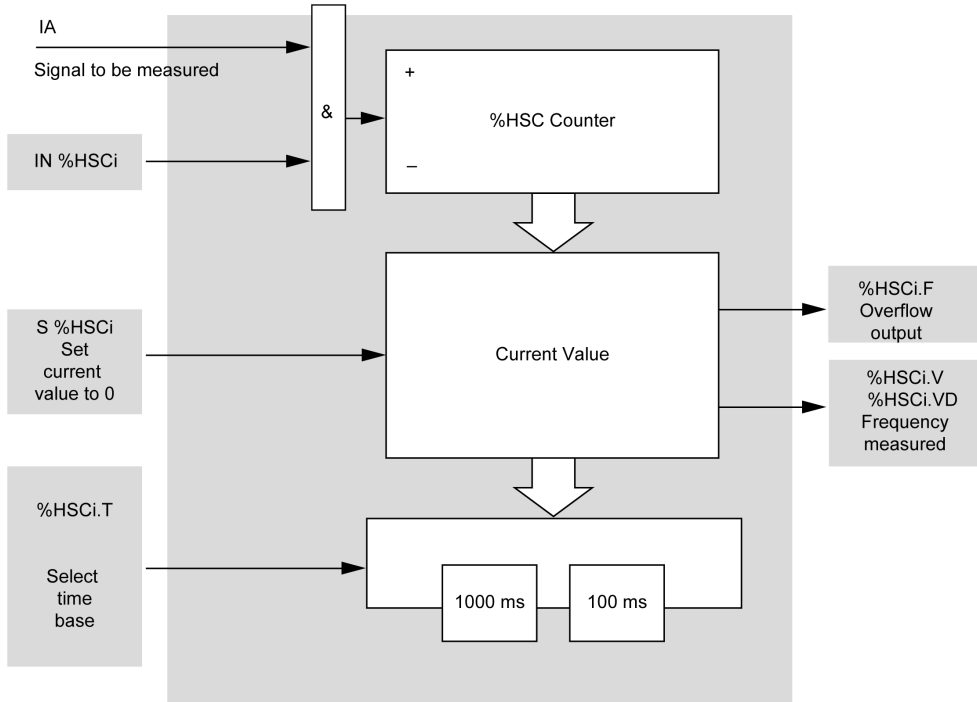 IA
Signal to be measured
&
+
%HSC Counter
–
IN %HSCi
S %HSCi
Set
current
value to 0
Current Value
%HSCi.F
Overflow
output
%HSCi.V
%HSCi.VD
Frequency
measured
%HSCi.T
Select
time
base
1000 ms
100 ms